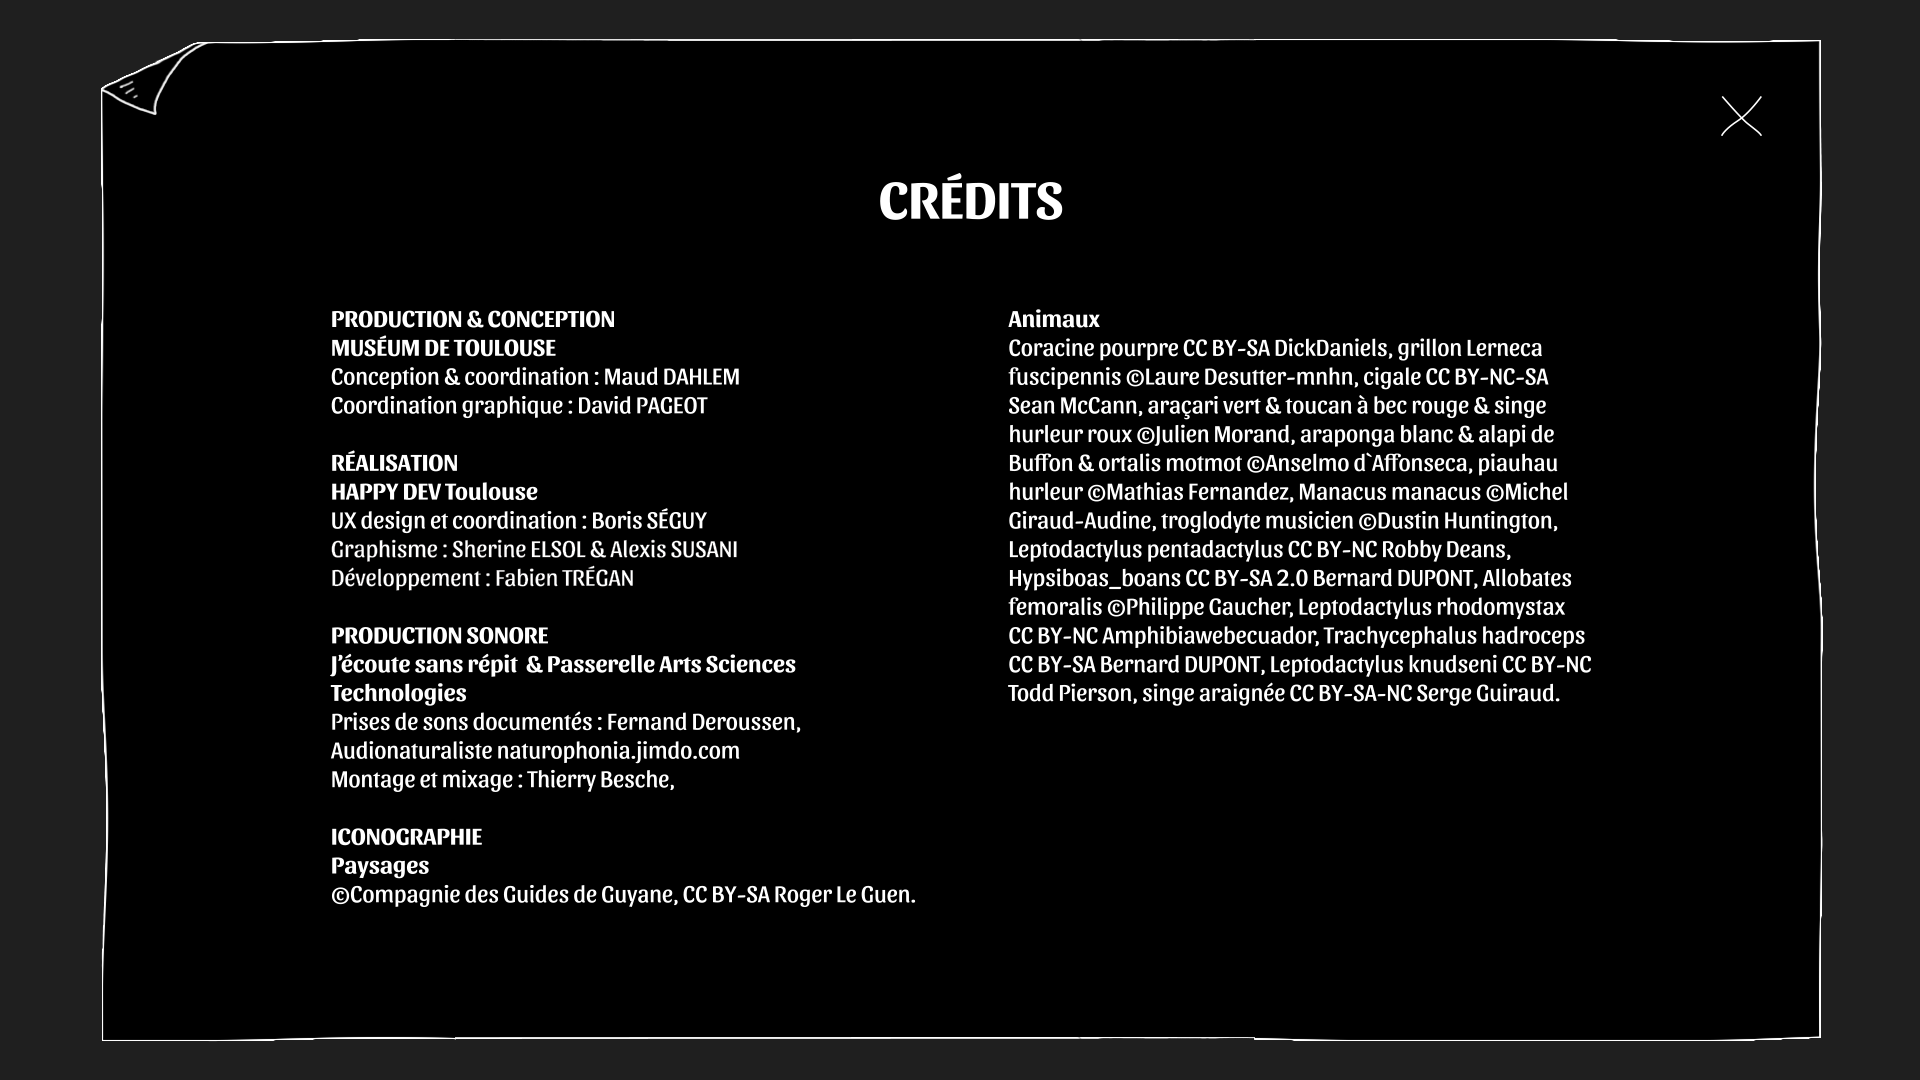 CRÉDITS
PRODUCTION & CONCEPTION
MUSÉUM DE TOULOUSE
Conception & coordination : Maud DAHLEM
Coordination graphique : David PAGEOT
RÉALISATION
HAPPY DEV Toulouse
UX design et coordination : Boris SÉGUY
Graphisme : Sherine ELSOL & Alexis SUSANI
Développement : Fabien TRÉGAN
PRODUCTION SONORE
J'écoute sans répit  & Passerelle Arts Sciences
Technologies
Prises de sons documentés : Fernand Deroussen,
Audionaturaliste naturophonia.jimdo.com
Montage et mixage : Thierry Besche,
ICONOGRAPHIE
Paysages
©Compagnie des Guides de Guyane, CC BY-SA Roger Le Guen.
Animaux
Coracine pourpre CC BY-SA DickDaniels, grillon Lerneca
fuscipennis ©Laure Desutter-mnhn, cigale CC BY-NC-SA
Sean McCann, araçari vert & toucan à bec rouge & singe
hurleur roux ©Julien Morand, araponga blanc & alapi de
Buffon & ortalis motmot ©Anselmo d`Affonseca, piauhau
hurleur ©Mathias Fernandez, Manacus manacus ©Michel
Giraud-Audine, troglodyte musicien ©Dustin Huntington,
Leptodactylus pentadactylus CC BY-NC Robby Deans,
Hypsiboas_boans CC BY-SA 2.0 Bernard DUPONT, Allobates
femoralis ©Philippe Gaucher, Leptodactylus rhodomystax
CC BY-NC Amphibiawebecuador, Trachycephalus hadroceps
CC BY-SA Bernard DUPONT, Leptodactylus knudseni CC BY-NC
Todd Pierson, singe araignée CC BY-SA-NC Serge Guiraud.